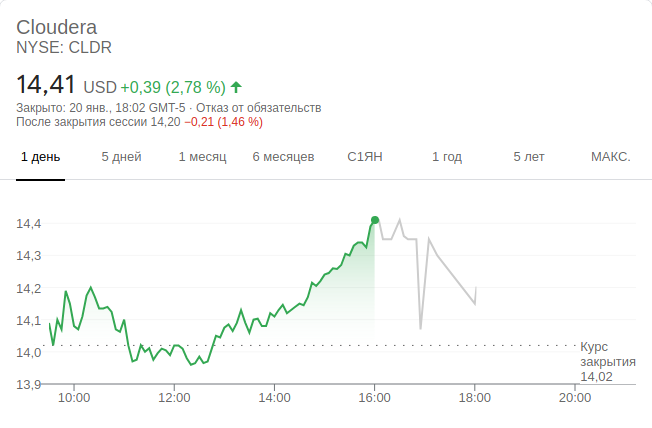 Cloudera
NYSE: CLDR
14,41 USD +0,39 (2,78 %)
Закрыто: 20 янв., 18:02 GMT-5 · Отказ от обязательств
После закрытия сессии 14,20 −0,21 (1,46 %)
1 день 5 дней 1 месяц 6 месяцев С1ЯН 1 год 5 лет МАКС.
14,4
14,3
14,2
14,1
14,0
13,9
Курс
закрытия
14,02
10:00 12:00 14:00 16:00 18:00 20:00